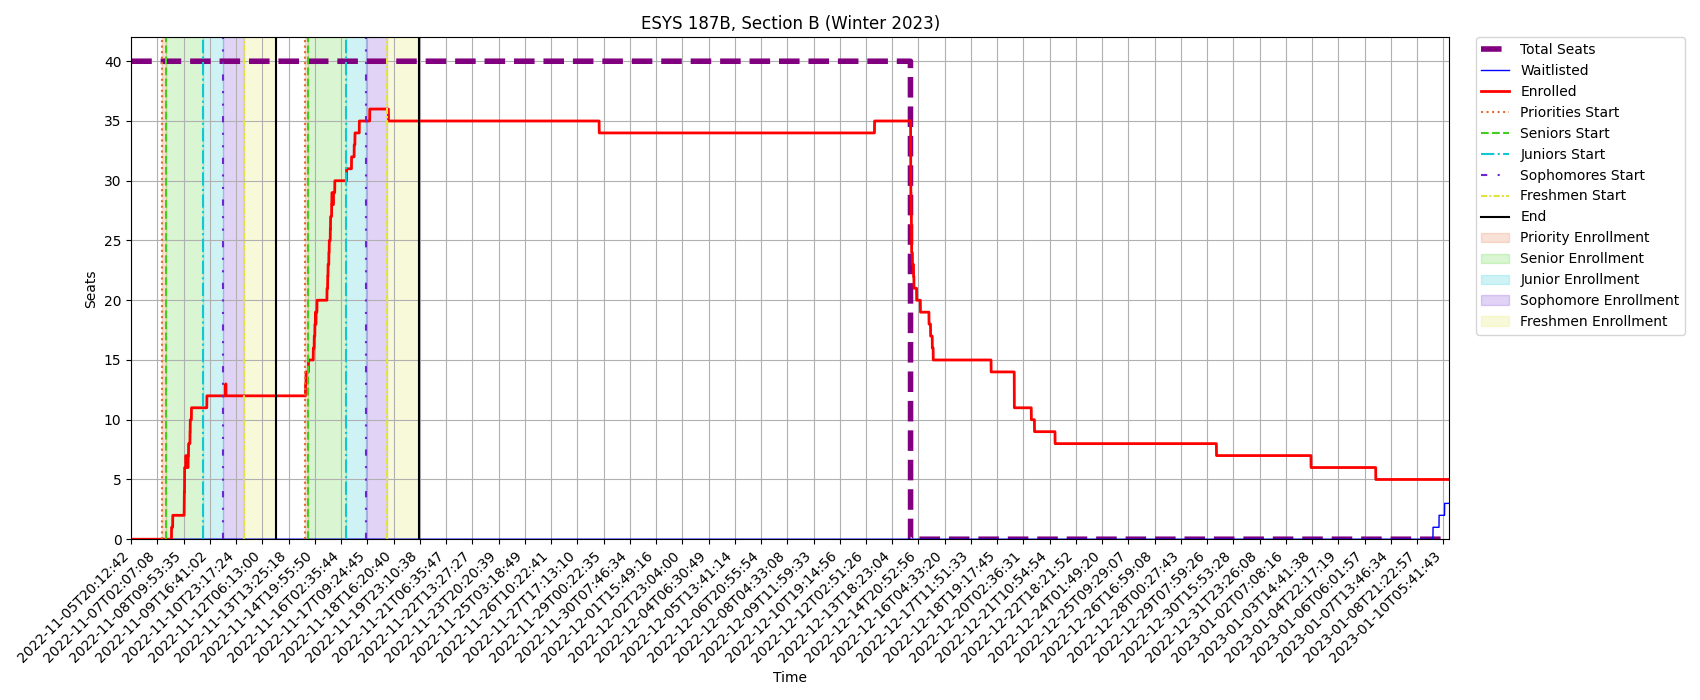 ESYS 187B, Section B (Winter 2023)
Seats
40
35
30
25
20
15
10
5
0
2022-11-05T20:12:42
2022-11-07T02:07:08
2022-11-08T09:53:35
2022-11-09T16:41:02
2022-11-10T23:17:24
2022-11-12T06:13:00
2022-11-13T13:25:18
2022-11-14T19:55:50
2022-11-16T02:35:44
2022-11-17T09:24:45
2022-11-18T16:20:40
2022-11-19T23:10:38
2022-11-21T06:35:47
2022-11-22T13:27:27
2022-11-23T20:20:39
2022-11-25T03:18:49
2022-11-26T10:22:41
2022-11-27T17:13:10
2022-11-29T00:22:35
2022-11-30T07:46:34
2022-12-01T15:49:16
2022-12-02T23:04:00
2022-12-04T06:30:49
2022-12-05T13:41:14
2022-12-06T20:55:54
2022-12-08T04:33:08
2022-12-09T11:59:33
2022-12-10T19:14:56
2022-12-12T02:51:26
2022-12-13T18:23:04
2022-12-14T20:52:56
2022-12-16T04:33:20
2022-12-17T11:51:33
2022-12-18T19:17:45
2022-12-20T02:36:31
2022-12-21T10:54:54
2022-12-22T18:21:52
2022-12-24T01:49:20
2022-12-25T09:29:07
2022-12-26T16:59:08
2022-12-28T00:27:43
2022-12-29T07:59:26
2022-12-30T15:53:28
2022-12-31T23:26:08
2023-01-02T07:08:16
2023-01-03T14:41:38
2023-01-04T22:17:19
2023-01-06T06:01:57
2023-01-07T13:46:34
2023-01-08T21:22:57
2023-01-10T05:41:43
Time
Total Seats
Waitlisted
Enrolled
Priorities Start
Seniors Start
Juniors Start
Sophomores Start
Freshmen Start
End
Priority Enrollment
Senior Enrollment
Junior Enrollment
Sophomore Enrollment
Freshmen Enrollment